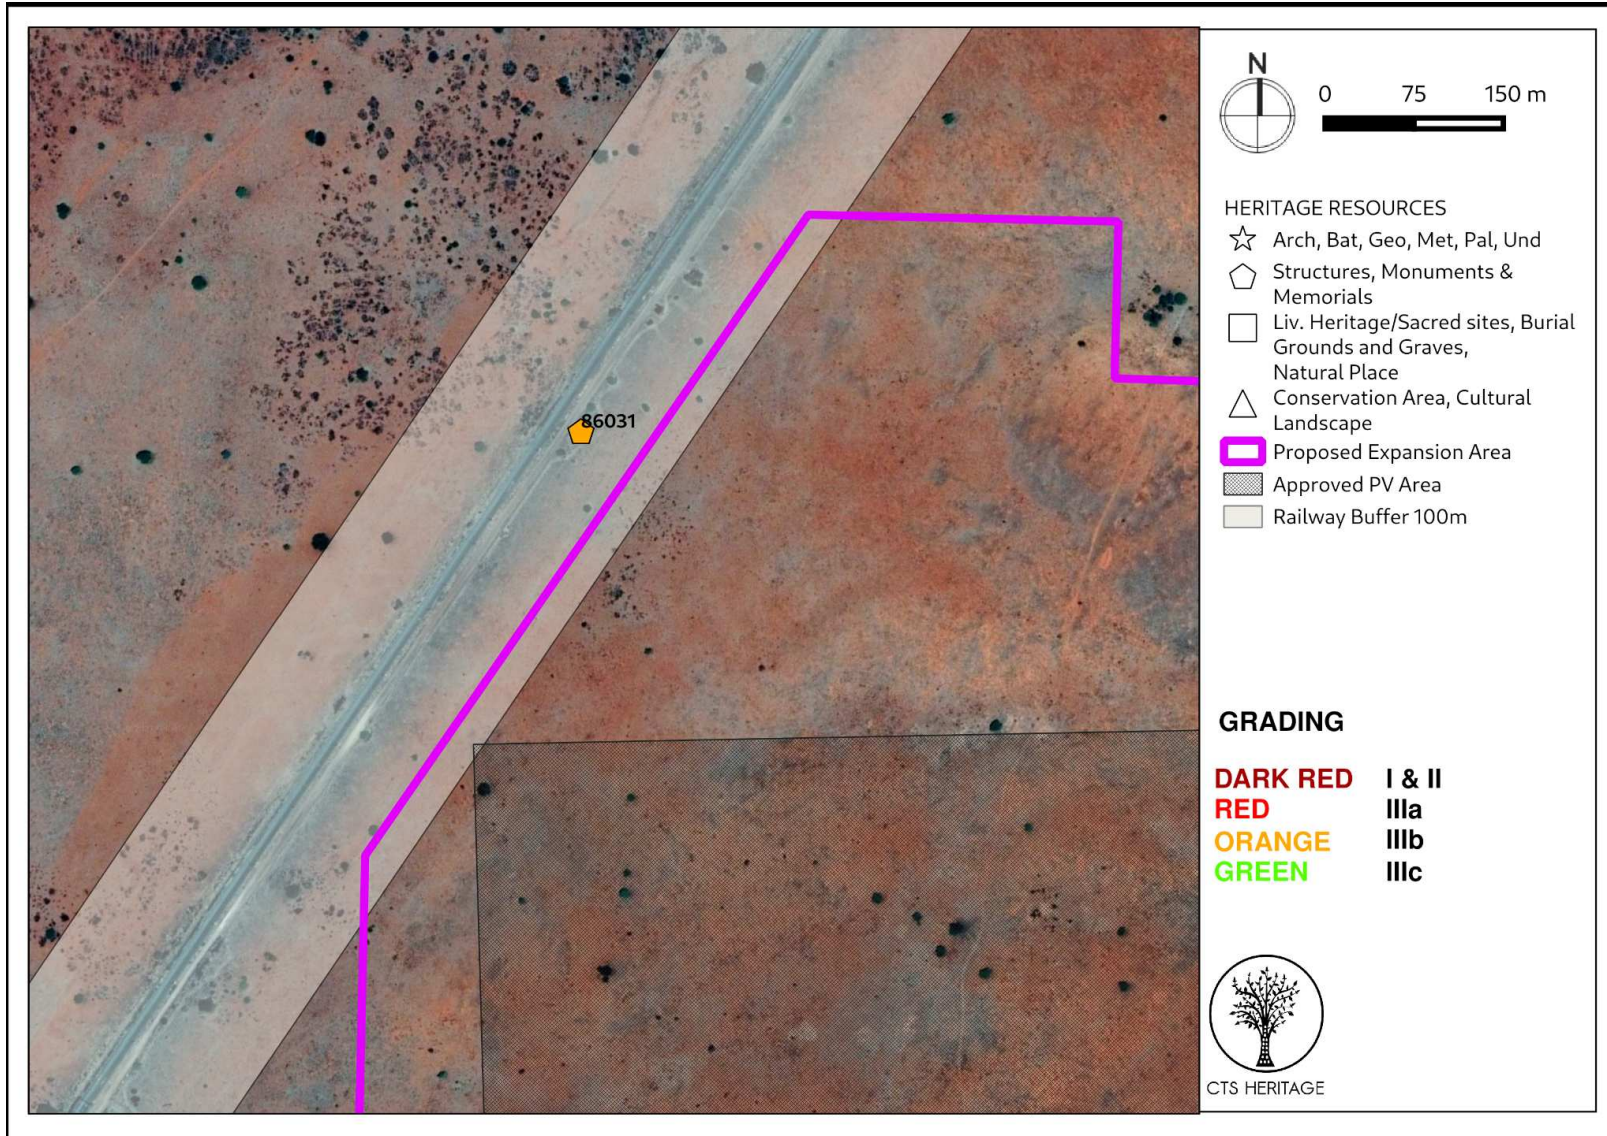 86031
N
0 75 150 m
HERITAGE RESOURCES
Arch, Bat, Geo, Met, Pal, Und
Structures, Monuments &
Memorials
Liv. Heritage/Sacred sites, Burial
Grounds and Graves,
Natural Place
Conservation Area, Cultural
Landscape
Proposed Expansion Area
Approved PV Area
Railway Buffer 100m
GRADING
DARK RED I & II
RED IIIa
ORANGE IIIb
GREEN IIIc
CTS HERITAGE